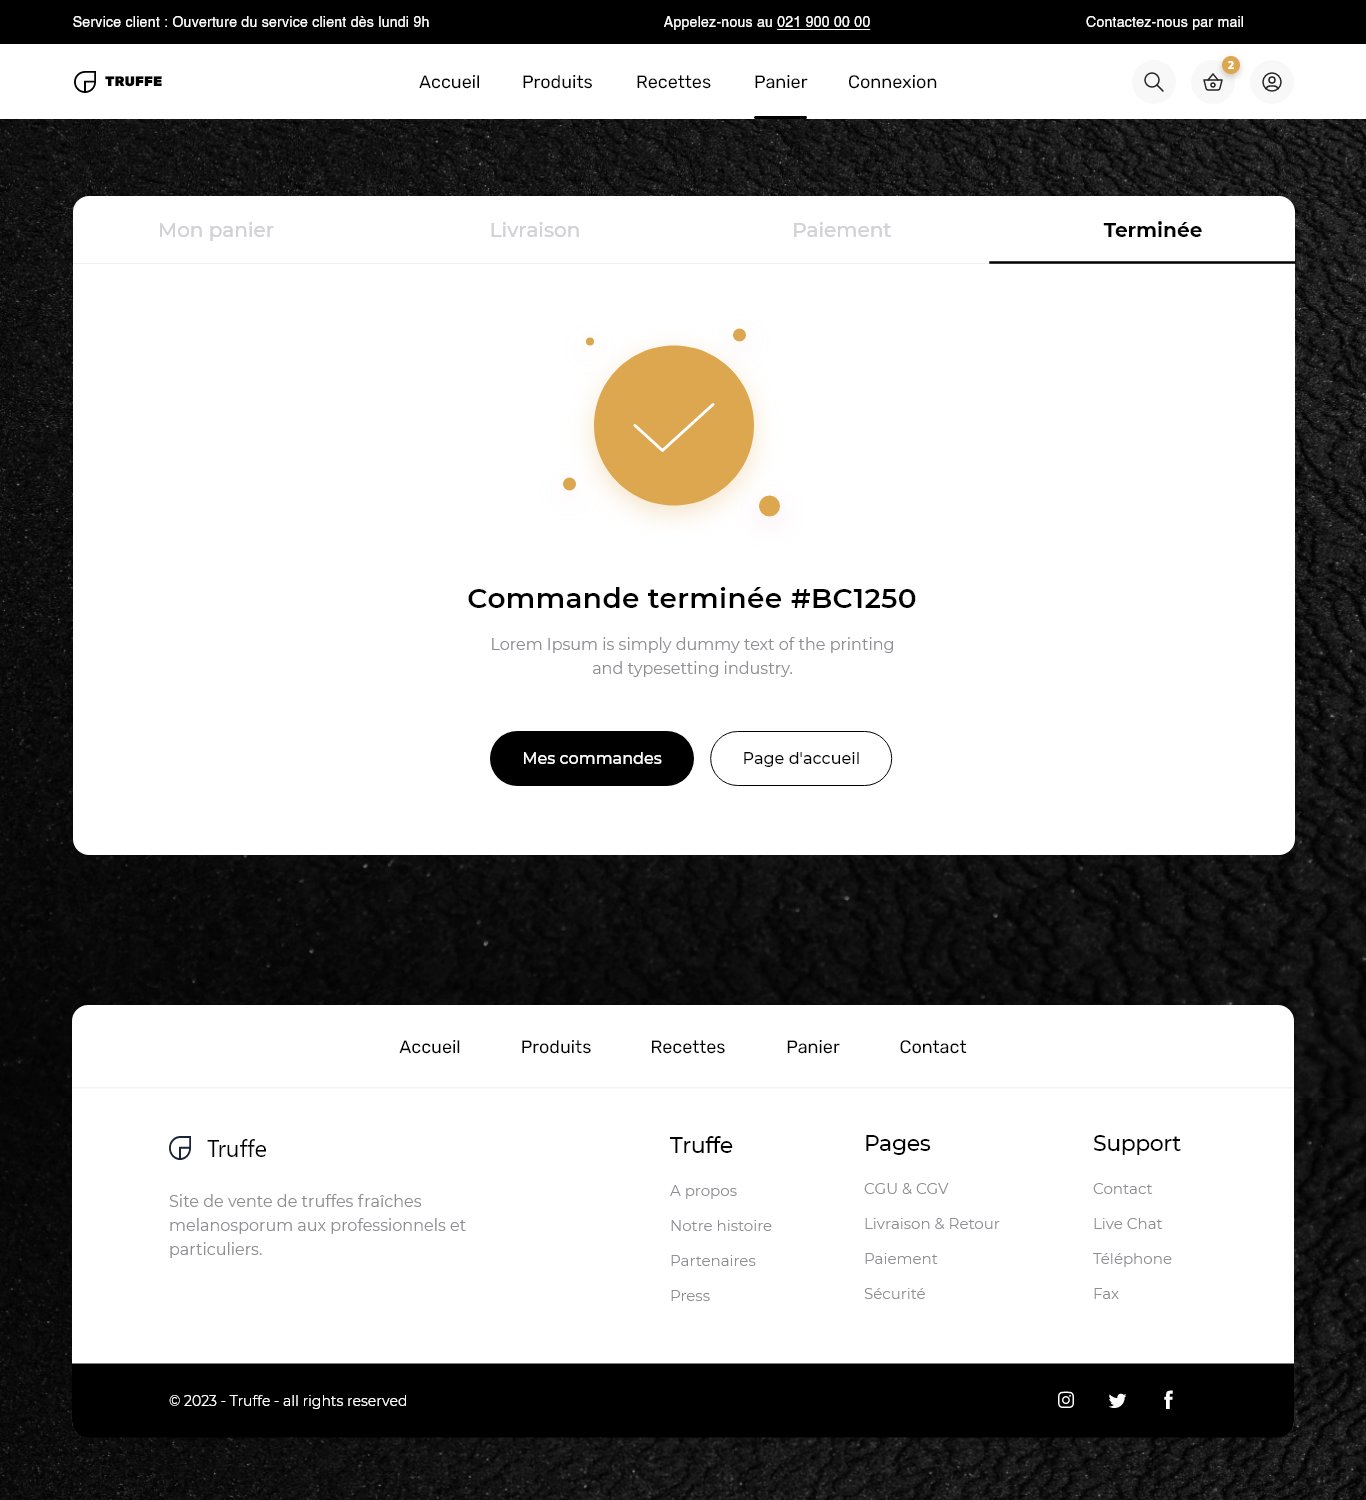 Service client : Ouverture du service client dès lundi 9h
Appelez-nous au 021 900 00 00
Contactez-nous par mail
TRUFFE
Accueil
Produits
Recettes
Panier
Connexion
2
Mon panier
Livraison
Paiement
Terminée
Commande terminée #BC1250
Lorem Ipsum is simply dummy text of the printing
and typesetting industry.
Mes commandes
Page d'accueil
Accueil
Produits
Recettes
Panier
Contact
Truffe
Site de vente de truffes fraîches
melanosporum aux professionnels et
particuliers.
Truffe
A propos
Notre histoire
Partenaires
Press
Pages
CGU & CGV
Livraison & Retour
Paiement
Sécurité
Support
Contact
Live Chat
Téléphone
Fax
© 2023 - Truffe - all rights reserved